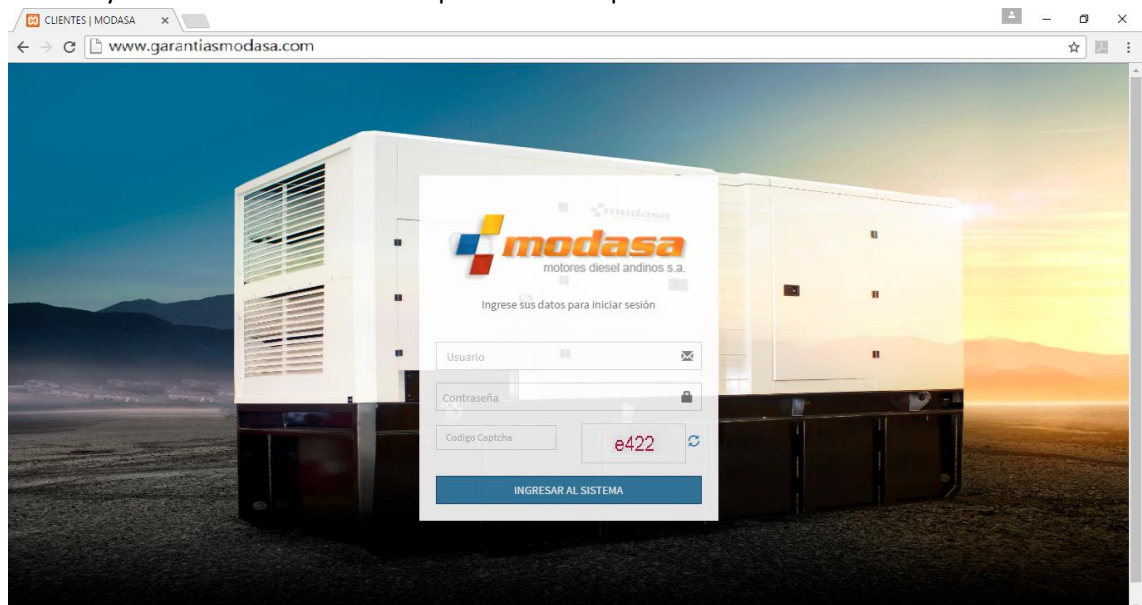 CLIENTES | MODASA
www.garantiasmodasa.com
modasa
modasa
motores diesel andinos s.a.
Ingrese sus datos para iniciar sesión
Usuario
Contraseña
Codigo Captcha
e422
INGRESAR AL SISTEMA